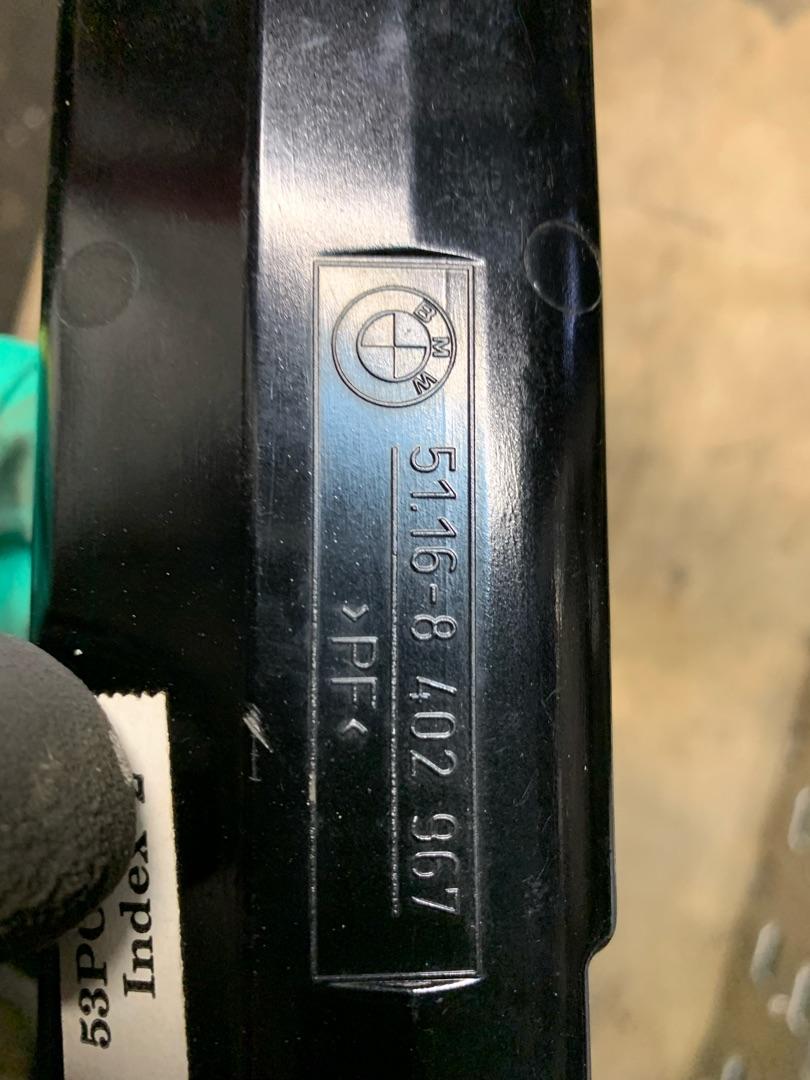 BMW
51.16-8 402 967
>PF<
53PC
Index